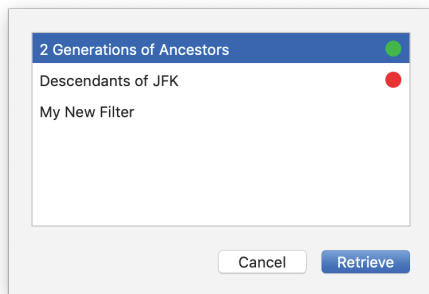 2 Generations of Ancestors
Descendants of JFK
My New Filter
Cancel Retrieve